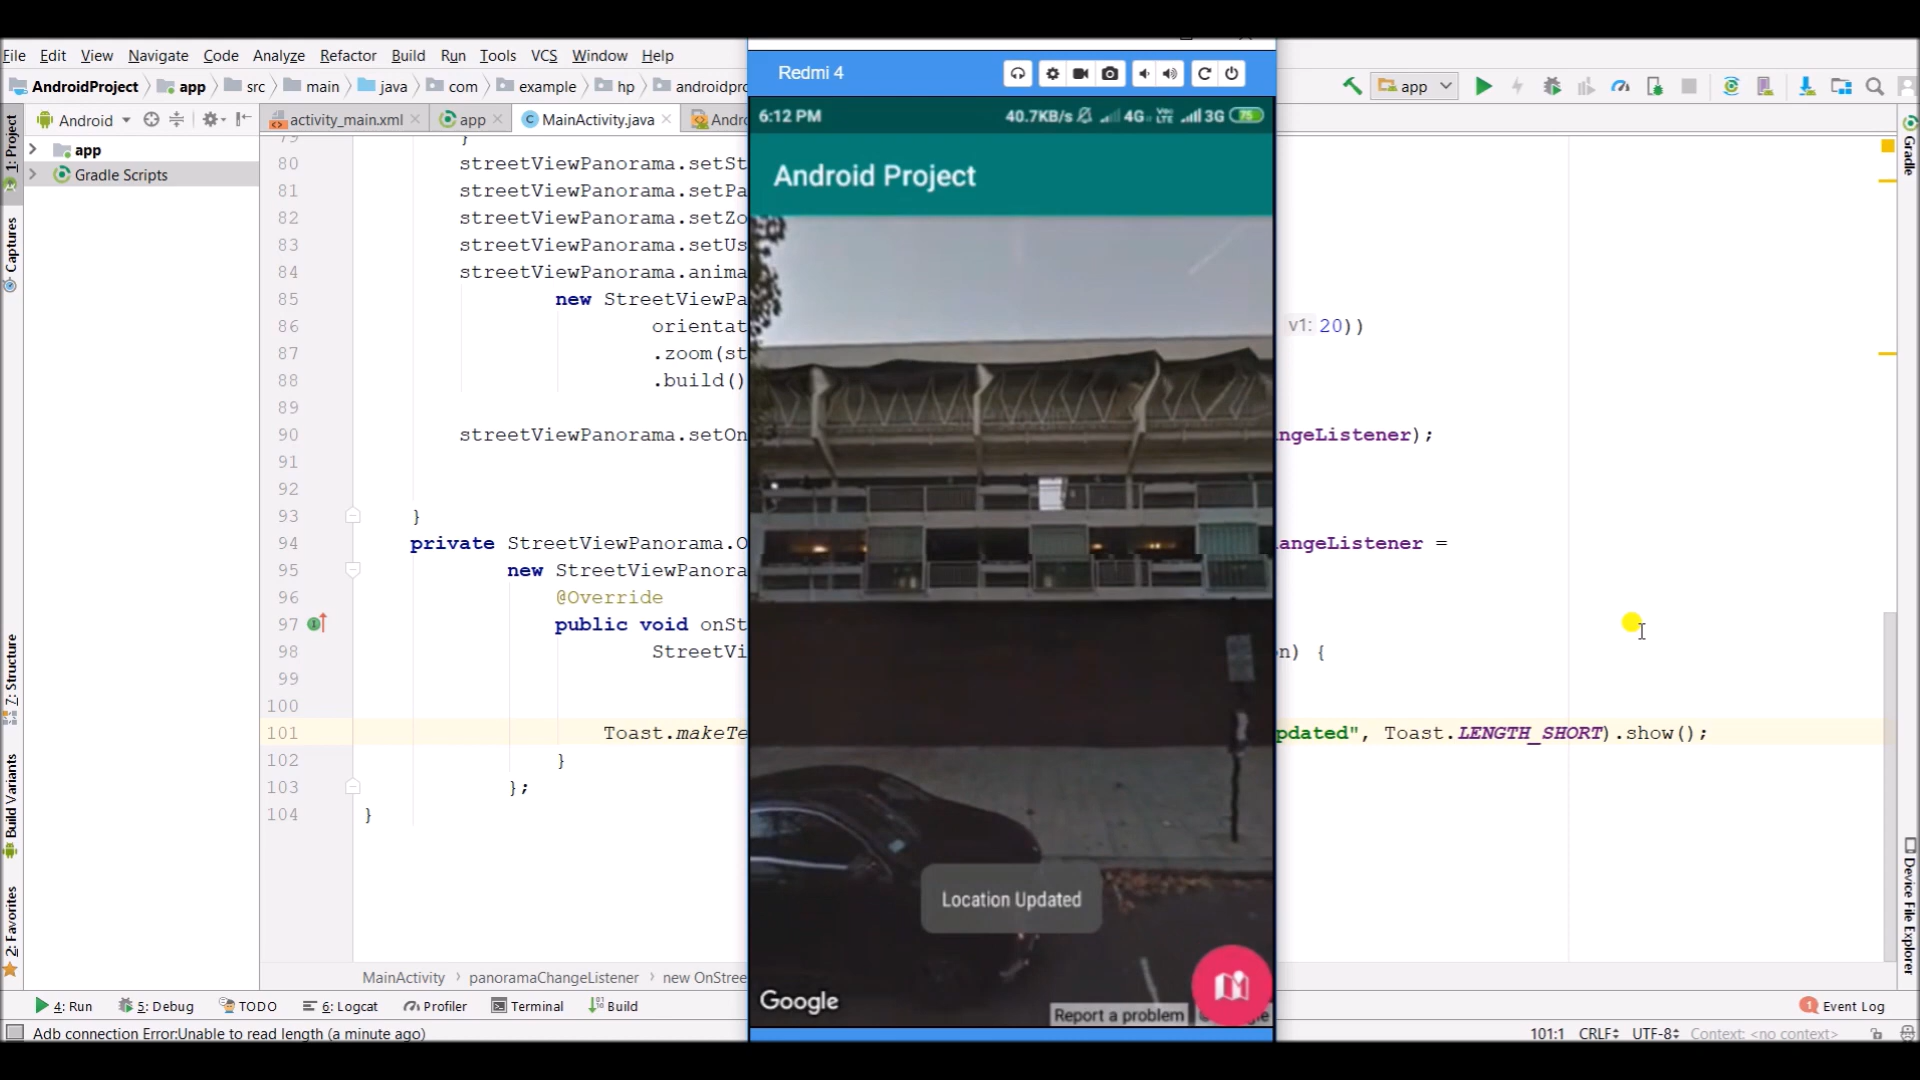 File Edit View Navigate Code Analyze Refactor Build Run Tools VCS Window Help
AndroidProject app src main java com example hp androidpro
app
Android
activity_main.xml
app
MainActivity.java
Andro
1: Project
Captures
7: Structure
Build Variants
2: Favorites
app
Gradle Scripts
79 }
80 streetViewPanorama.setSt
81 streetViewPanorama.setPa
82 streetViewPanorama.setZo
83 streetViewPanorama.setUs
84 streetViewPanorama.anima
85 new StreetViewPa
86 orientat v1: 20))
87 .zoom(st
88 .build()
89
90 streetViewPanorama.setOn ngeListener);
91
92
93 }
94 private StreetViewPanorama.O angeListener =
95 new StreetViewPanora
96 @Override
97 public void onSt
98 StreetVi n) {
99
100
101 Toast.makeTe pdated", Toast.LENGTH_SHORT).show();
102 }
103 };
104 }
Redmi 4
6:12 PM 40.7KB/s 4G Vo LTE 3G 75
Android Project
Location Updated
Google
Report a problem
Gradle
Device File Explorer
MainActivity panoramaChangeListener new OnStree
4: Run 5: Debug TODO 6: Logcat Profiler Terminal Build
1 Event Log
Adb connection Error:Unable to read length (a minute ago)
101:1 CRLF UTF-8 Context: <no context>